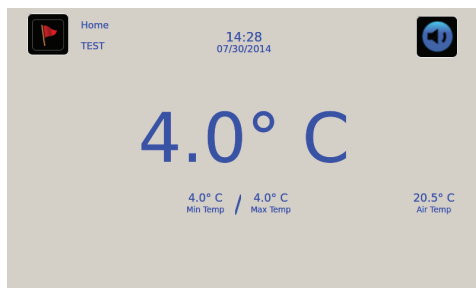 Home
TEST
14:28
07/30/2014
4.0° C
4.0° C / 4.0° C
Min Temp Max Temp
20.5° C
Air Temp